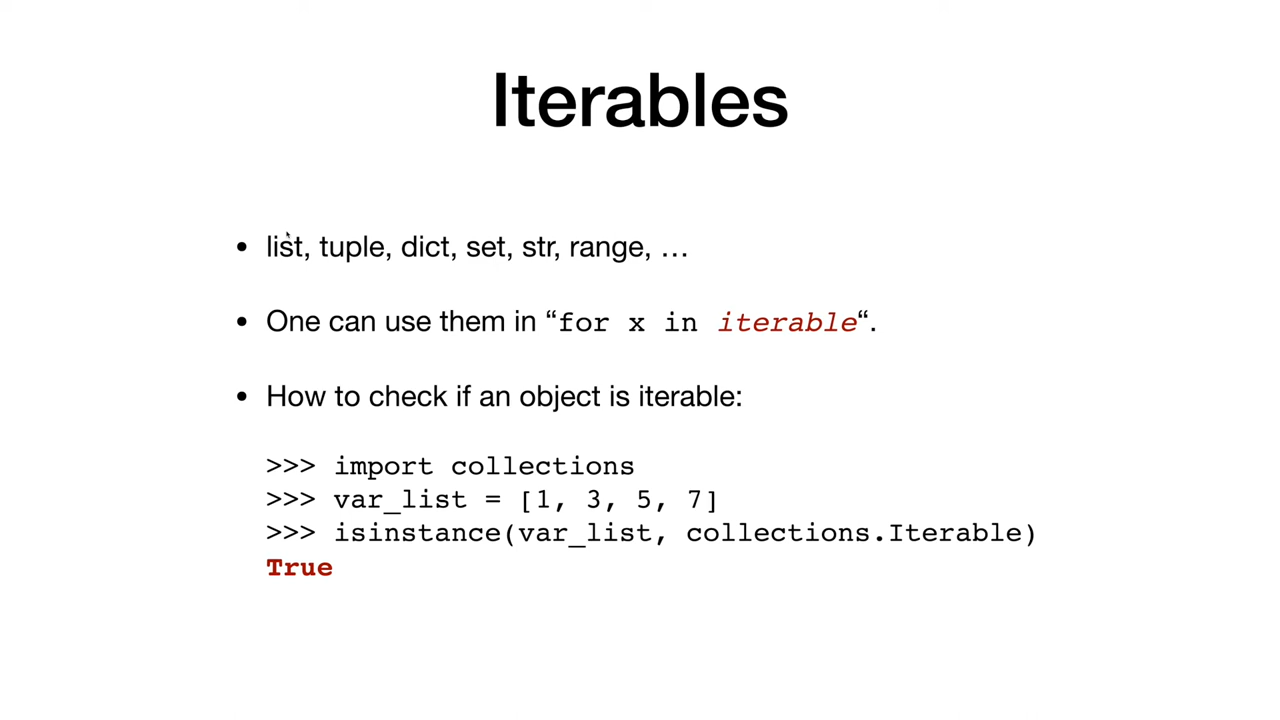 Iterables
• list, tuple, dict, set, str, range, …
• One can use them in “for x in iterable“.
• How to check if an object is iterable:
>>> import collections
>>> var_list = [1, 3, 5, 7]
>>> isinstance(var_list, collections.Iterable)
True